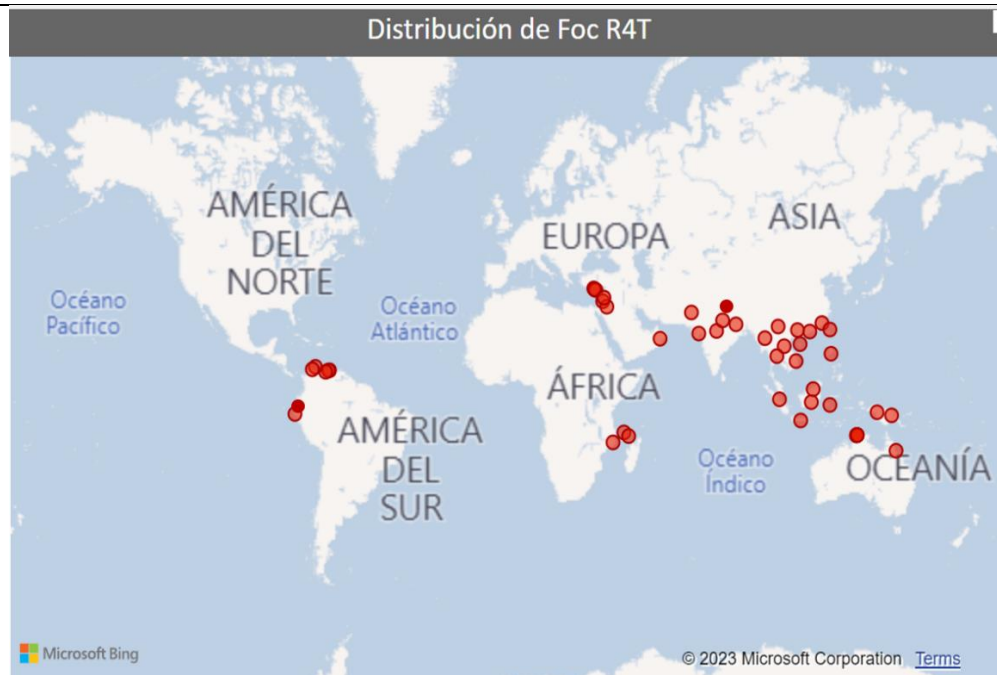 Distribución de Foc R4T
AMÉRICA
DEL
NORTE
EUROPA
ASIA
Océano
Pacífico
Océano
Atlántico
ÁFRICA
AMÉRICA
DEL
SUR
Océano
Índico
OCEANÍA
Microsoft Bing
© 2023 Microsoft Corporation Terms